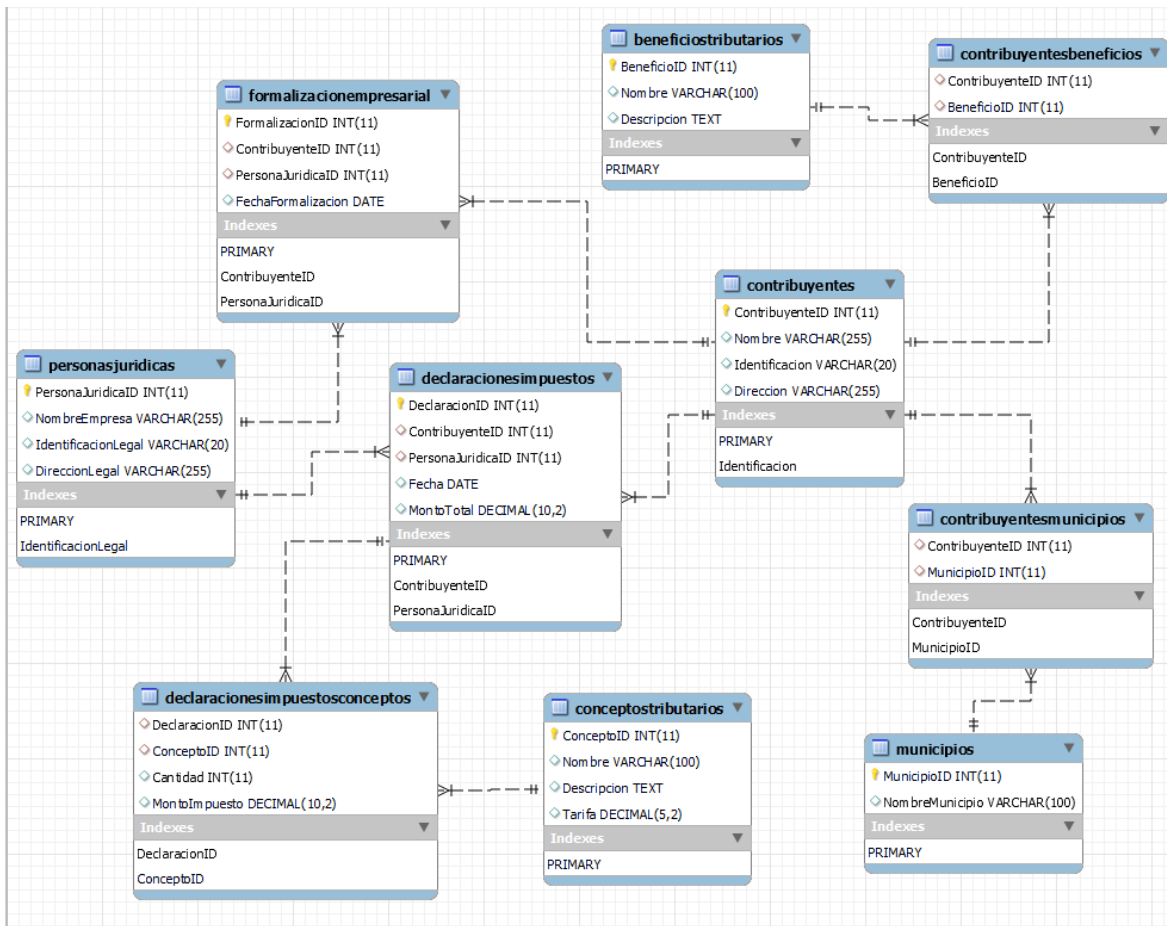 beneficiostributarios
BeneficioID INT(11)
Nombre VARCHAR(100)
Descripcion TEXT
Indexes
PRIMARY
contribuyentesbeneficios
ContribuyenteID INT(11)
BeneficioID INT(11)
Indexes
ContribuyenteID
BeneficioID
formalizacionempresarial
FormalizacionID INT(11)
ContribuyenteID INT(11)
PersonaJuridicaID INT(11)
FechaFormalizacion DATE
Indexes
PRIMARY
ContribuyenteID
PersonaJuridicaID
contribuyentes
ContribuyenteID INT(11)
Nombre VARCHAR(255)
Identificacion VARCHAR(20)
Direccion VARCHAR(255)
Indexes
PRIMARY
Identificacion
personasjuridicas
PersonaJuridicaID INT(11)
NombreEmpresa VARCHAR(255)
IdentificacionLegal VARCHAR(20)
DireccionLegal VARCHAR(255)
Indexes
PRIMARY
IdentificacionLegal
declaracionesimpuestos
DeclaracionID INT(11)
ContribuyenteID INT(11)
PersonaJuridicaID INT(11)
Fecha DATE
MontoTotal DECIMAL(10,2)
Indexes
PRIMARY
ContribuyenteID
PersonaJuridicaID
contribuyentesmunicipios
ContribuyenteID INT(11)
MunicipioID INT(11)
Indexes
ContribuyenteID
MunicipioID
declaracionesimpuestosconceptos
DeclaracionID INT(11)
ConceptoID INT(11)
Cantidad INT(11)
MontoImpuesto DECIMAL(10,2)
Indexes
DeclaracionID
ConceptoID
conceptostributarios
ConceptoID INT(11)
Nombre VARCHAR(100)
Descripcion TEXT
Tarifa DECIMAL(5,2)
Indexes
PRIMARY
municipios
MunicipioID INT(11)
NombreMunicipio VARCHAR(100)
Indexes
PRIMARY